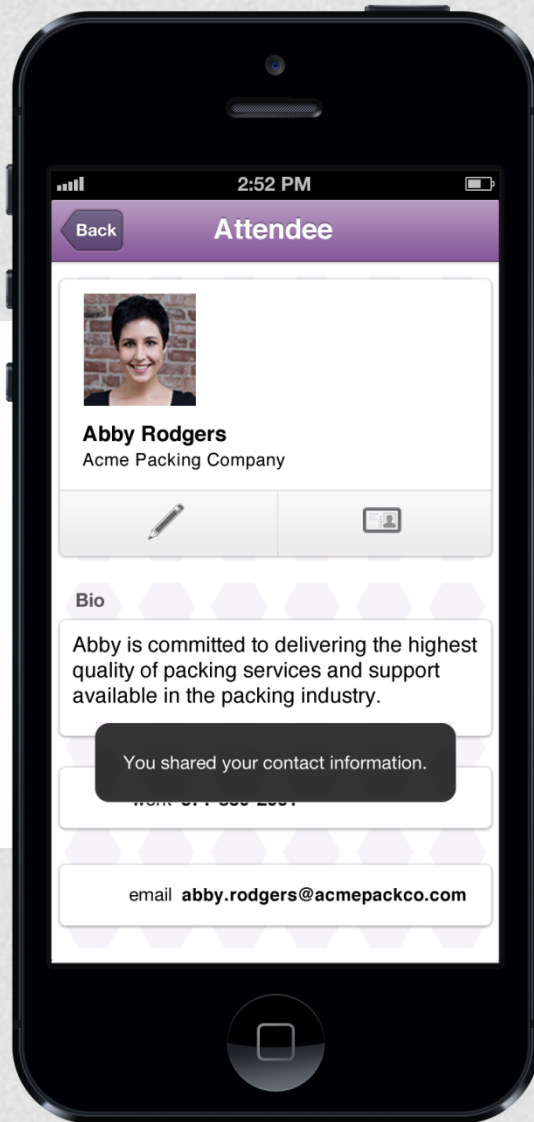 2:52 PM
Back
Attendee
Abby Rodgers
Acme Packing Company
Bio
Abby is committed to delivering the highest
quality of packing services and support
available in the packing industry.
You shared your contact information.
work
email abby.rodgers@acmepackco.com